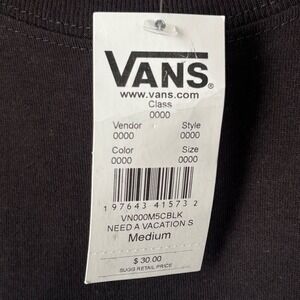 VANS®
www.vans.com
Class
0000
Vendor Style
0000 0000
Color Size
0000 0000
1 97643 41573 2
VN000M5CBLK
NEED A VACATION S
Medium
$ 30.00
SUGG RETAIL PRICE